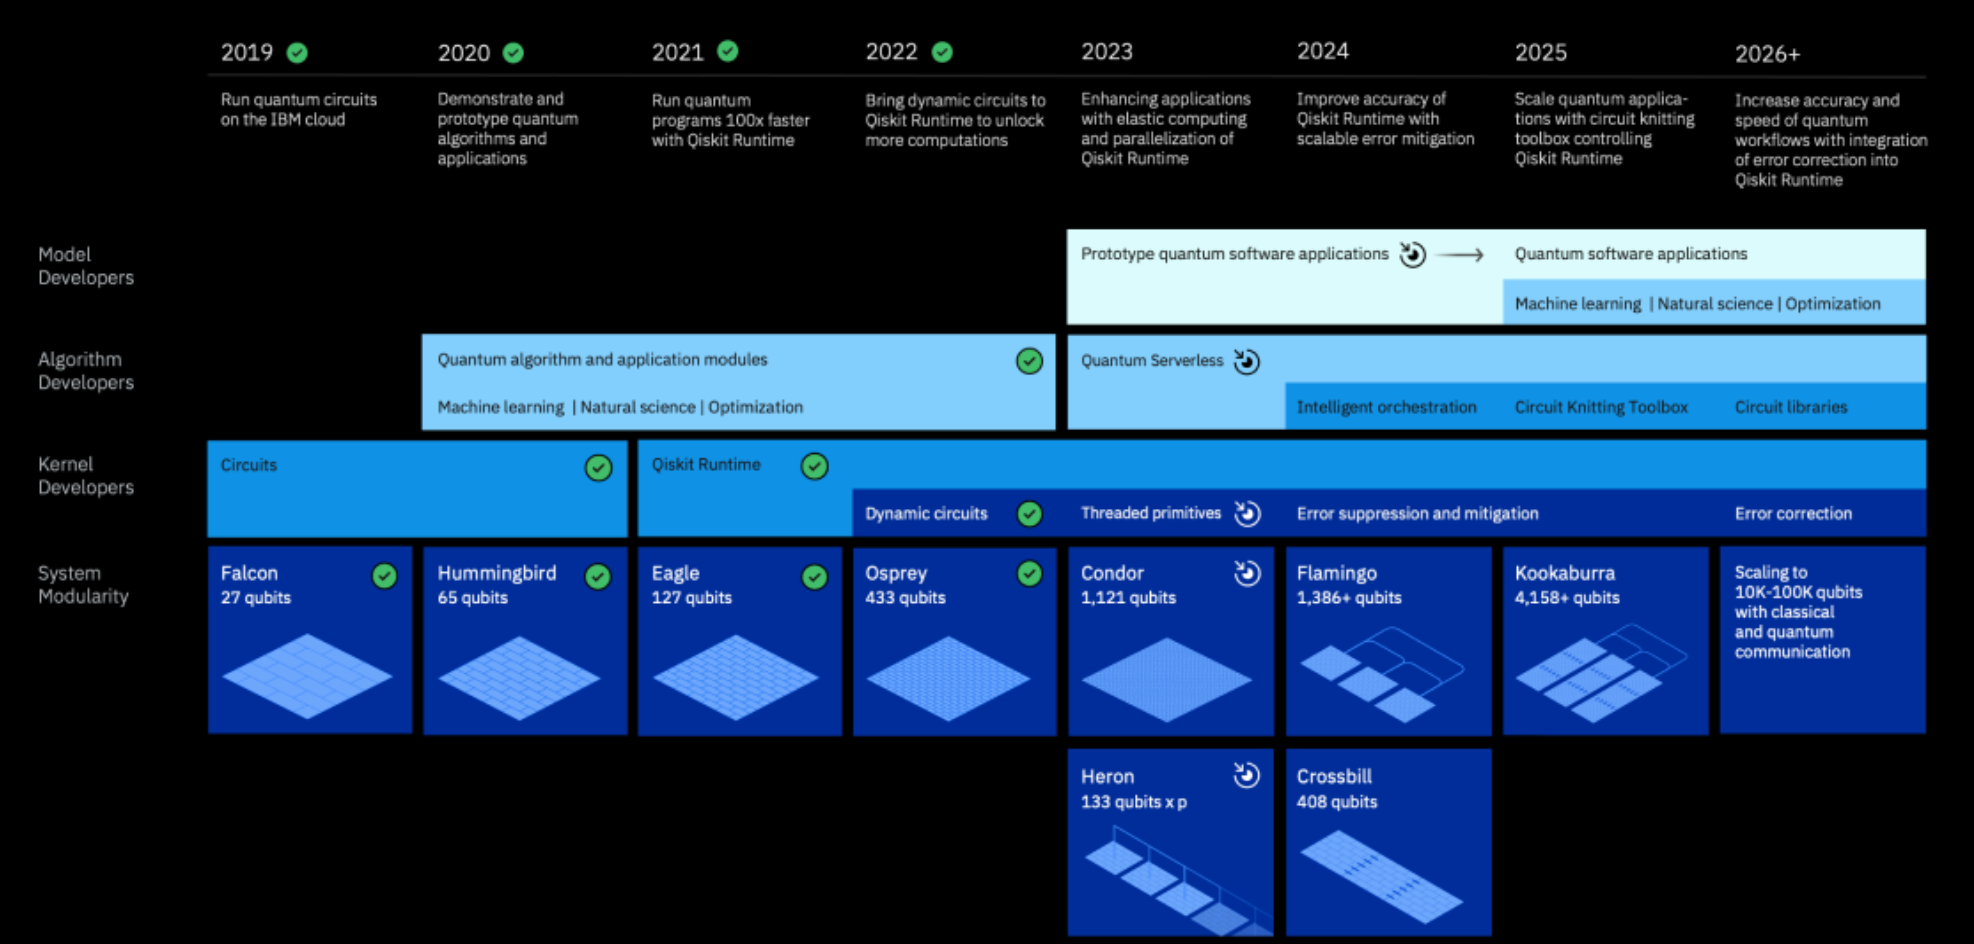 2019
2020
2021
2022
2023
2024
2025
2026+
Run quantum circuits
on the IBM cloud
Demonstrate and
prototype quantum
algorithms and
applications
Run quantum
programs 100x faster
with Qiskit Runtime
Bring dynamic circuits to
Qiskit Runtime to unlock
more computations
Enhancing applications
with elastic computing
and parallelization of
Qiskit Runtime
Improve accuracy of
Qiskit Runtime with
scalable error mitigation
Scale quantum applica-
tions with circuit knitting
toolbox controlling
Qiskit Runtime
Increase accuracy and
speed of quantum
workflows with integration
of error correction into
Qiskit Runtime
Model
Developers
Prototype quantum software applications
Quantum software applications
Machine learning | Natural science | Optimization
Algorithm
Developers
Quantum algorithm and application modules
Machine learning | Natural science | Optimization
Quantum Serverless
Intelligent orchestration
Circuit Knitting Toolbox
Circuit libraries
Kernel
Developers
Circuits
Qiskit Runtime
Dynamic circuits
Threaded primitives
Error suppression and mitigation
Error correction
System
Modularity
Falcon
27 qubits
Hummingbird
65 qubits
Eagle
127 qubits
Osprey
433 qubits
Condor
1,121 qubits
Flamingo
1,386+ qubits
Kookaburra
4,158+ qubits
Scaling to
10K-100K qubits
with classical
and quantum
communication
Heron
133 qubits x p
Crossbill
408 qubits